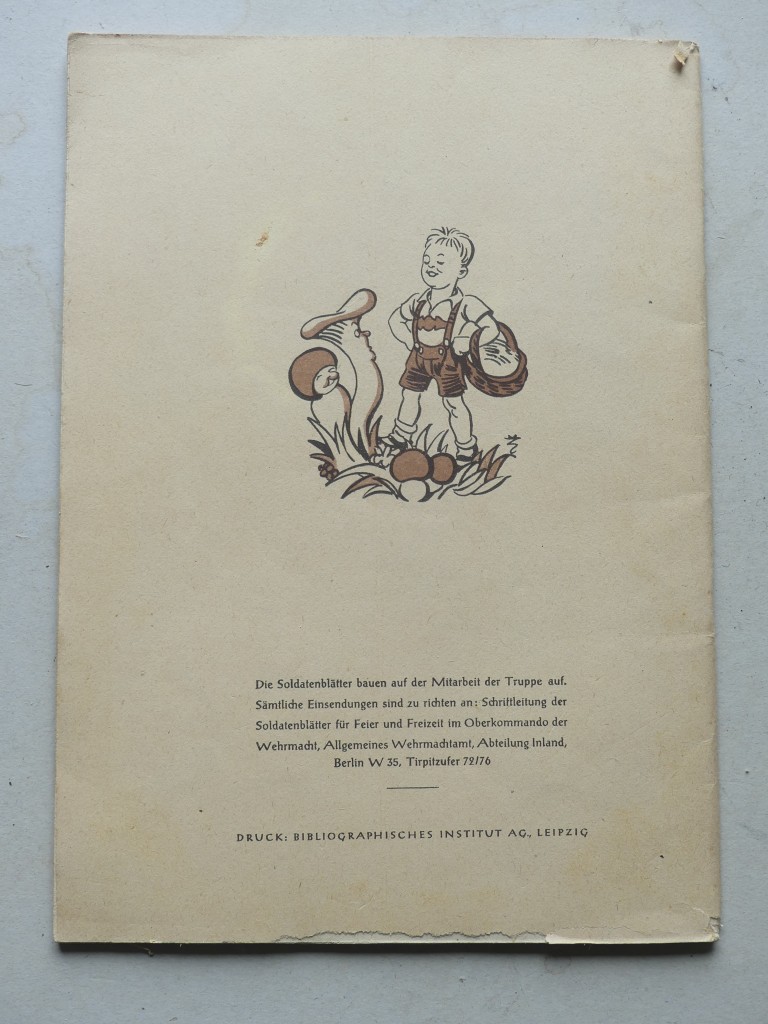 Die Soldatenblätter bauen auf der Mitarbeit der Truppe auf.
Sämtliche Einsendungen sind zu richten an: Schriftleitung der
Soldatenblätter für Feier und Freizeit im Oberkommando der
Wehrmacht, Allgemeines Wehrmachtamt, Abteilung Inland,
Berlin W 35, Tirpitzufer 72/76
DRUCK: BIBLIOGRAPHISCHES INSTITUT AG., LEIPZIG